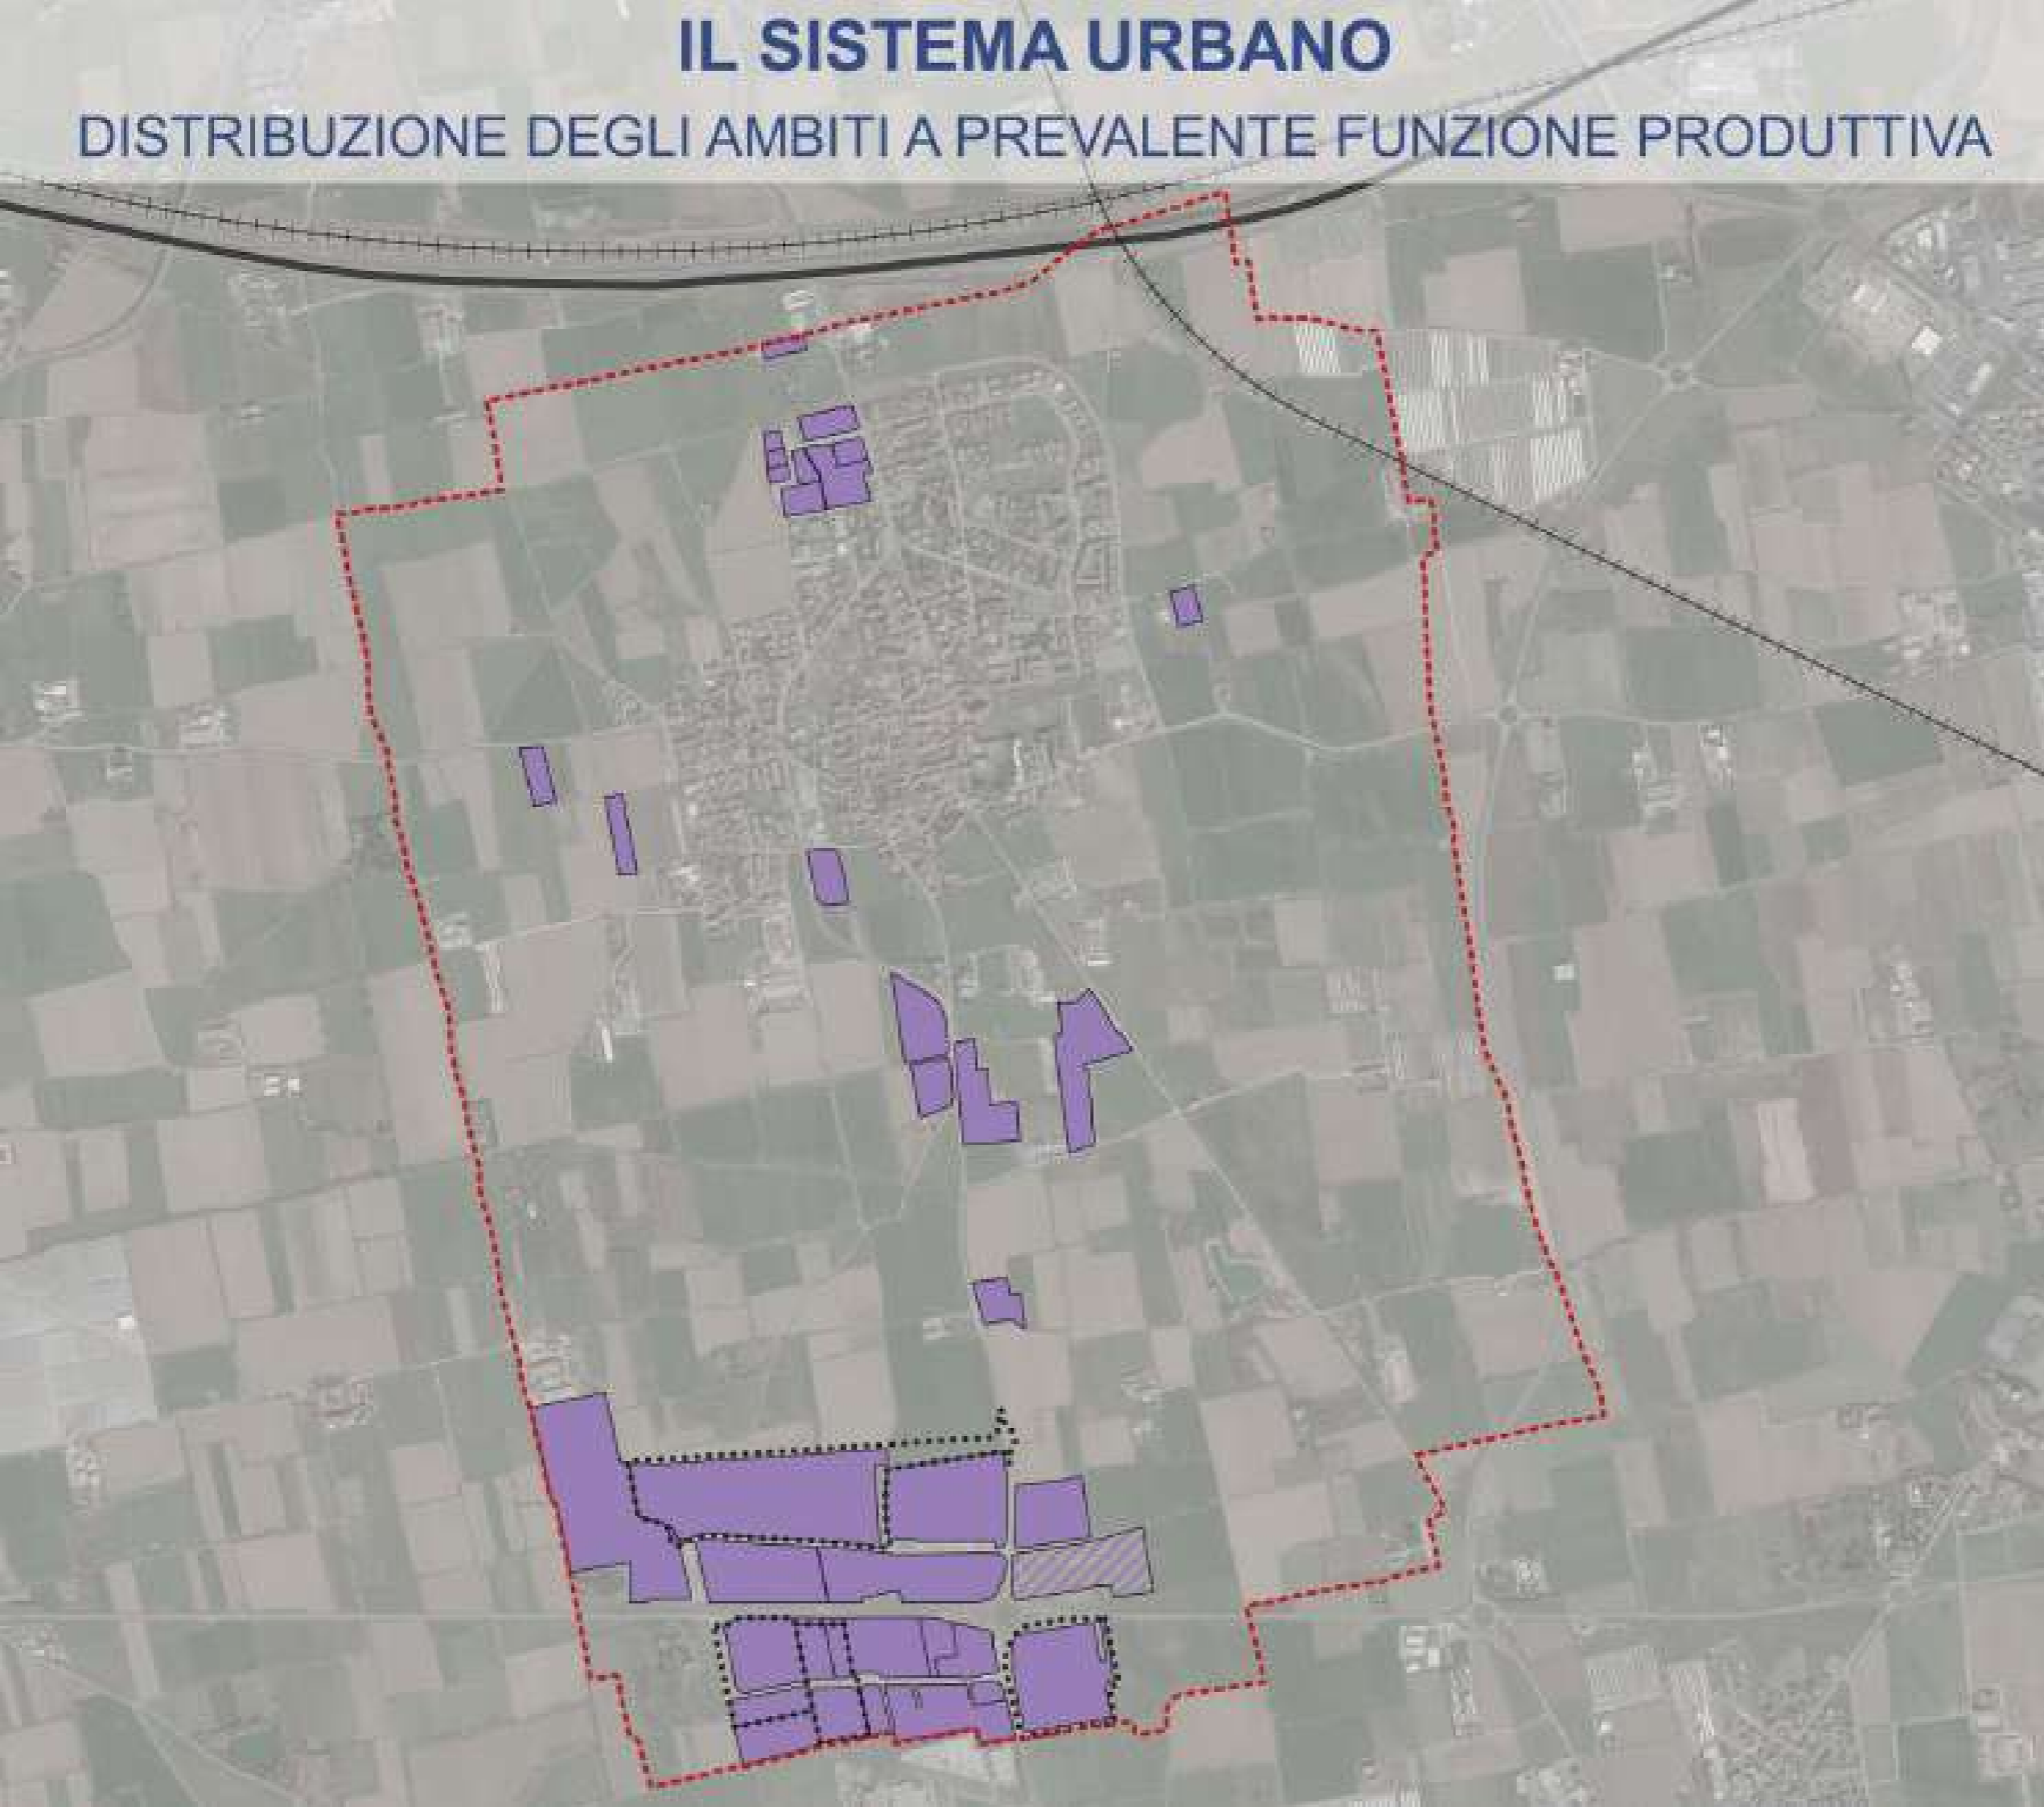 IL SISTEMA URBANO
DISTRIBUZIONE DEGLI AMBITI A PREVALENTE FUNZIONE PRODUTTIVA